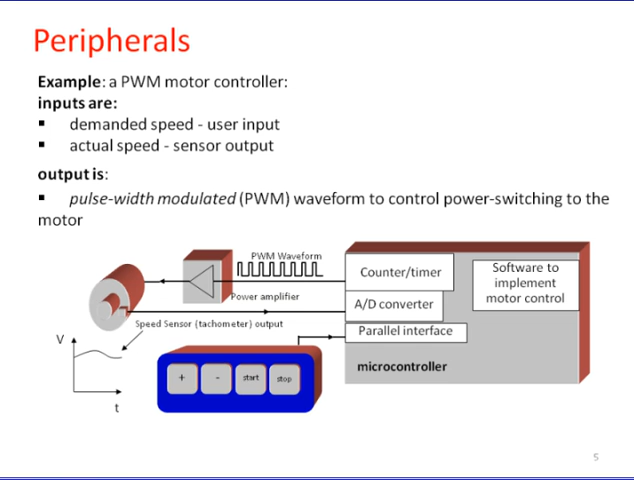 Peripherals
Example: a PWM motor controller:
inputs are:
▪ demanded speed - user input
▪ actual speed - sensor output
output is:
▪ pulse-width modulated (PWM) waveform to control power-switching to the
motor
PWM Waveform
Counter/timer
Software to
implement
motor control
Power amplifier
A/D converter
Speed Sensor (tachometer) output
Parallel interface
V
microcontroller
+ - start stop
t
5